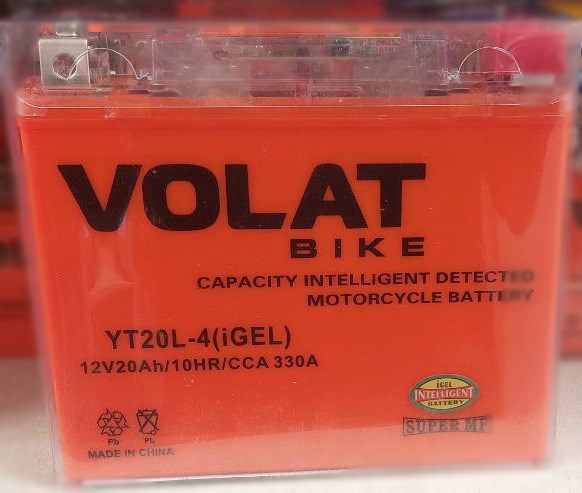 VOLAT
BIKE
CAPACITY INTELLIGENT DETECTED
MOTORCYCLE BATTERY
YT20L-4(iGEL)
12V20Ah/10HR/CCA 330A
iGEL
INTELLIGENT
BATTERY
SUPER MF
Pb Pb
MADE IN CHINA